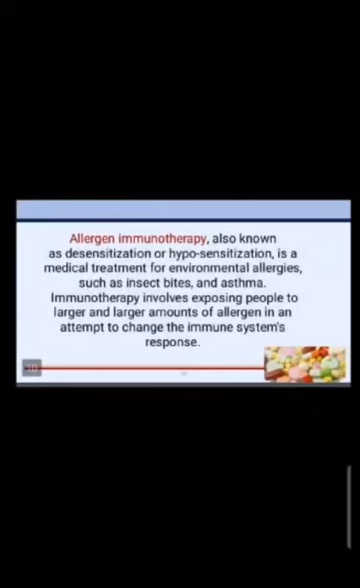 Allergen immunotherapy, also known
as desensitization or hypo-sensitization, is a
medical treatment for environmental allergies,
such as insect bites, and asthma.
Immunotherapy involves exposing people to
larger and larger amounts of allergen in an
attempt to change the immune system's
response.